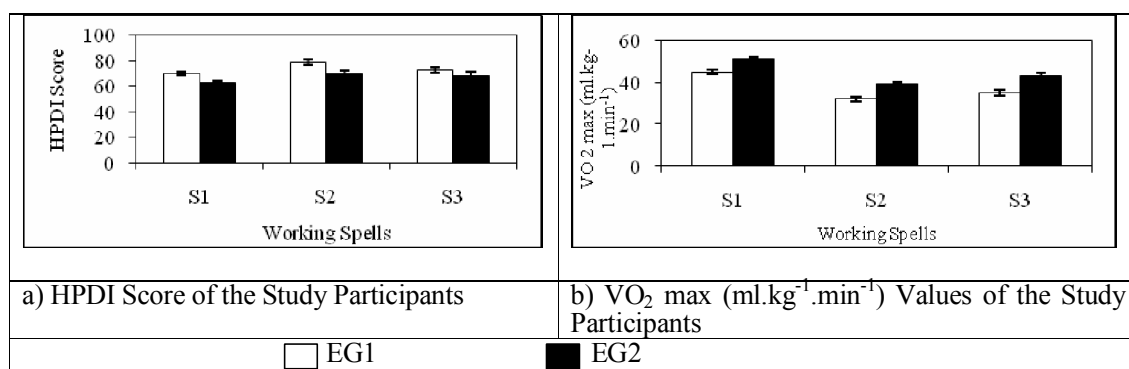 HPDI Score
100
80
60
40
20
0
S1 S2 S3
Working Spells
VO 2 max (ml.kg-
1.min-1)
60
40
20
0
S1 S2 S3
Working Spells
a) HPDI Score of the Study Participants
b) VO₂ max (ml.kg⁻¹.min⁻¹) Values of the Study
Participants
EG1 EG2